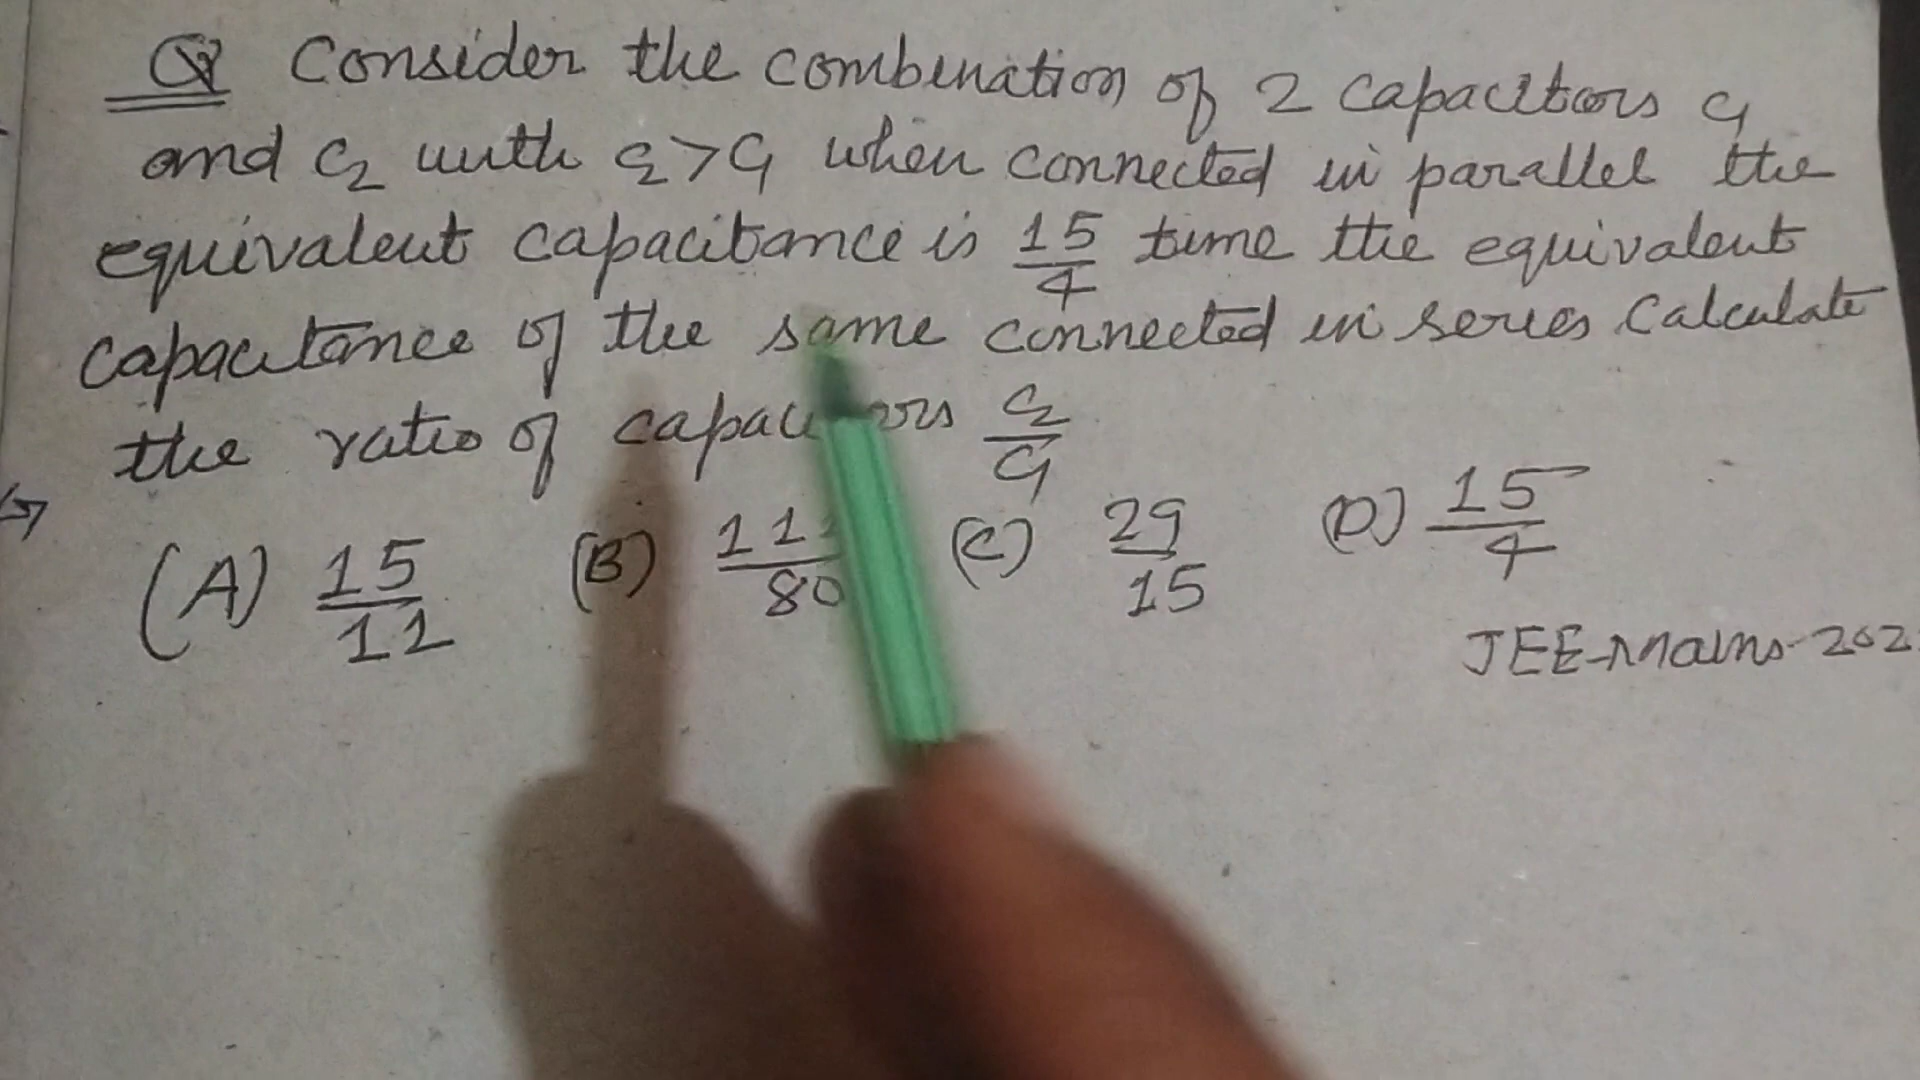 Q Consider the combination of 2 capacitors C1
and C2 with C2>C1 when connected in parallel the
equivalent capacitance is 15/4 time the equivalent
capacitance of the same connected in series calculate
the ratio of capacitors C2/C1
(A) 15/11 (B) /80 (C) 29/15 (D) 15/4
JEE-Mains-202